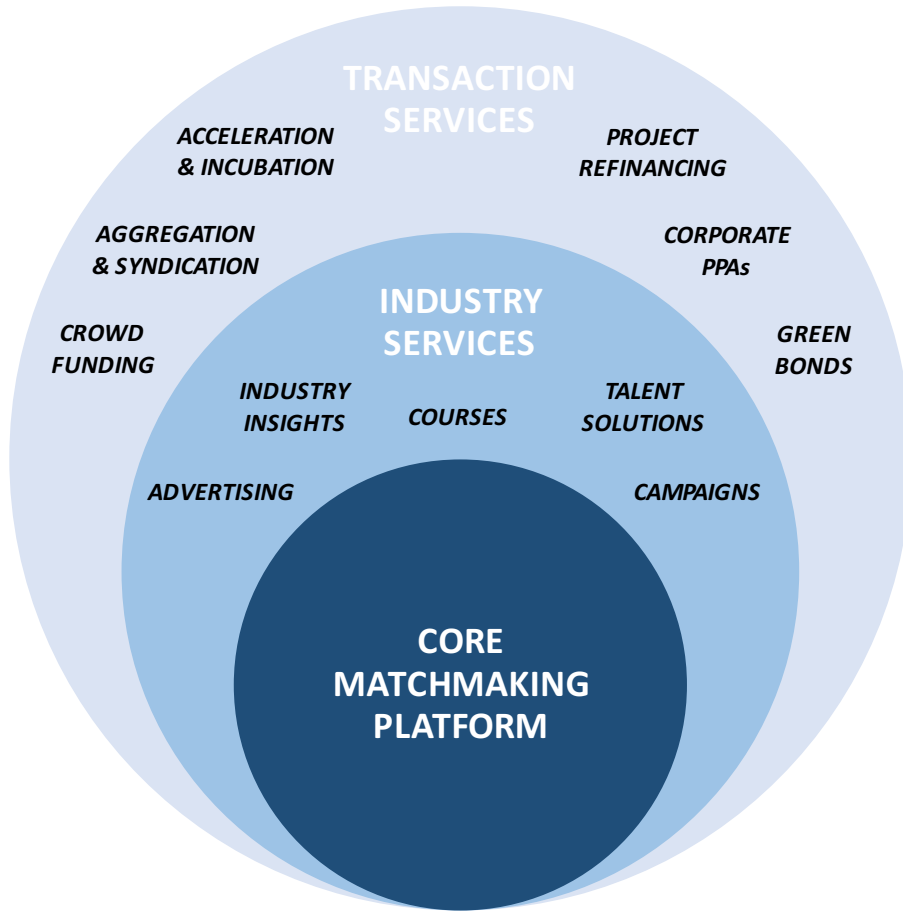 TRANSACTION
SERVICES
ACCELERATION
& INCUBATION
PROJECT
REFINANCING
AGGREGATION
& SYNDICATION
CORPORATE
PPAs
CROWD
FUNDING
GREEN
BONDS
INDUSTRY
SERVICES
INDUSTRY
INSIGHTS
COURSES
TALENT
SOLUTIONS
ADVERTISING
CAMPAIGNS
CORE
MATCHMAKING
PLATFORM